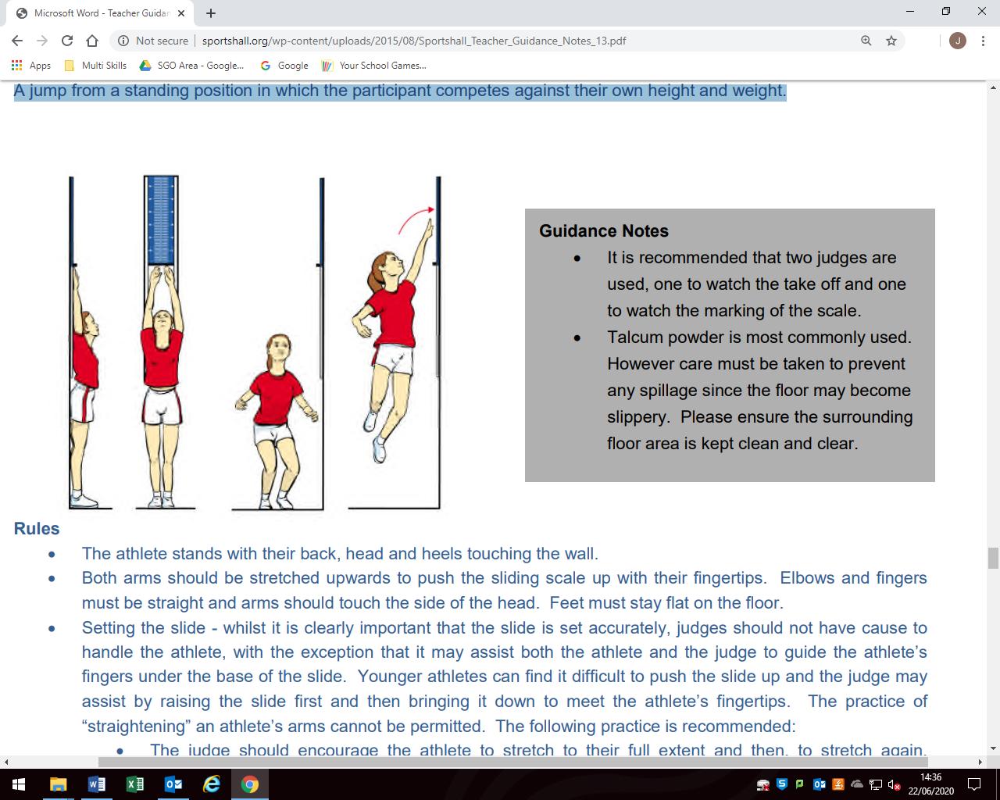 Microsoft Word - Teacher Guidan
Not secure | sportshall.org/wp-content/uploads/2015/08/Sportshall_Teacher_Guidance_Notes_13.pdf
J
Apps Multi Skills SGO Area - Google... Google Your School Games...
A jump from a standing position in which the participant competes against their own height and weight.
Guidance Notes
• It is recommended that two judges are
used, one to watch the take off and one
to watch the marking of the scale.
• Talcum powder is most commonly used.
However care must be taken to prevent
any spillage since the floor may become
slippery. Please ensure the surrounding
floor area is kept clean and clear.
Rules
• The athlete stands with their back, head and heels touching the wall.
• Both arms should be stretched upwards to push the sliding scale up with their fingertips. Elbows and fingers
must be straight and arms should touch the side of the head. Feet must stay flat on the floor.
• Setting the slide - whilst it is clearly important that the slide is set accurately, judges should not have cause to
handle the athlete, with the exception that it may assist both the athlete and the judge to guide the athlete's
fingers under the base of the slide. Younger athletes can find it difficult to push the slide up and the judge may
assist by raising the slide first and then bringing it down to meet the athlete's fingertips. The practice of
“straightening” an athlete's arms cannot be permitted. The following practice is recommended:
• The judge should encourage the athlete to stretch to their full extent and then, to stretch again.
14:36
22/06/2020